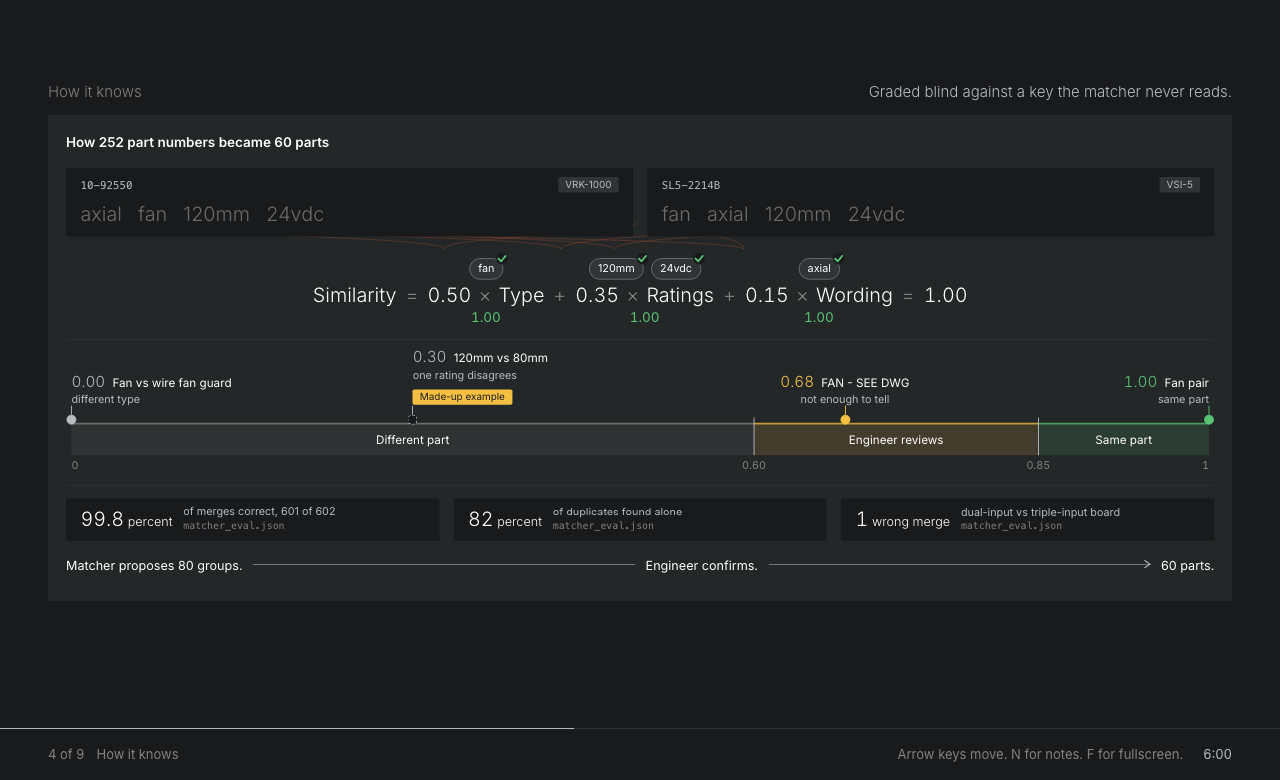 How it knows
Graded blind against a key the matcher never reads.
How 252 part numbers became 60 parts
10-92550
VRK-1000
axial fan 120mm 24vdc
SL5-2214B
VSI-5
fan axial 120mm 24vdc
fan
120mm
24vdc
axial
Similarity = 0.50 × Type + 0.35 × Ratings + 0.15 × Wording = 1.00
1.00
1.00
1.00
0.00 Fan vs wire fan guard
different type
0.30 120mm vs 80mm
one rating disagrees
Made-up example
0.68 FAN - SEE DWG
not enough to tell
1.00 Fan pair
same part
Different part
Engineer reviews
Same part
0
0.60
0.85
1
99.8 percent
of merges correct, 601 of 602
matcher_eval.json
82 percent
of duplicates found alone
matcher_eval.json
1 wrong merge
dual-input vs triple-input board
matcher_eval.json
Matcher proposes 80 groups.
Engineer confirms.
60 parts.
4 of 9 How it knows
Arrow keys move. N for notes. F for fullscreen.
6:00